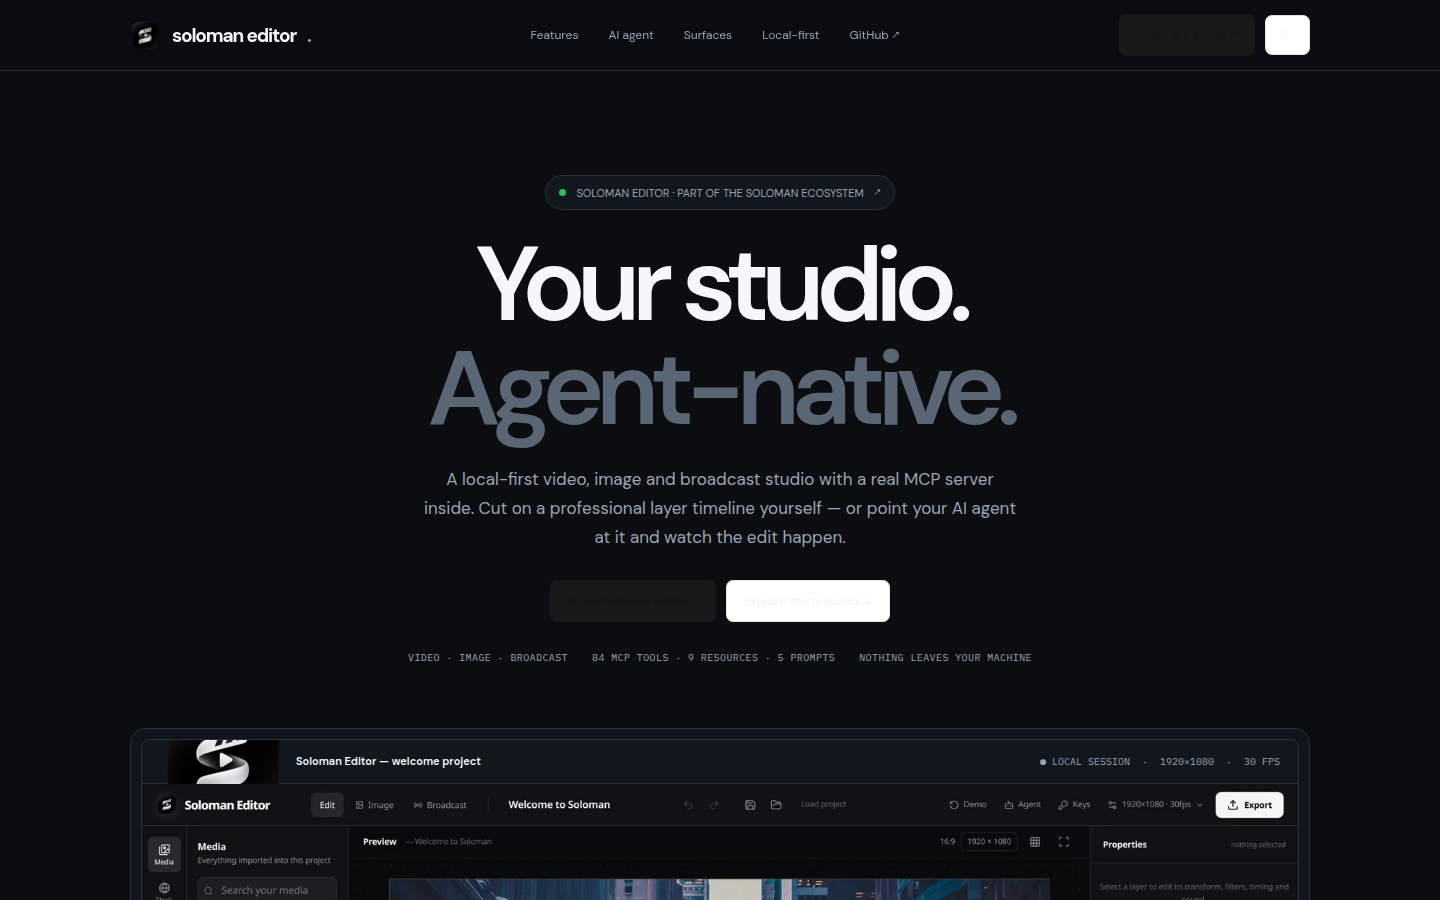 soloman editor .
Features AI agent Surfaces Local-first GitHub ↗
SOLOMAN EDITOR · PART OF THE SOLOMAN ECOSYSTEM ↗
Your studio.
Agent-native.
A local-first video, image and broadcast studio with a real MCP server
inside. Cut on a professional layer timeline yourself — or point your AI agent
at it and watch the edit happen.
Explore the features ↓
VIDEO · IMAGE · BROADCAST 84 MCP TOOLS · 9 RESOURCES · 5 PROMPTS NOTHING LEAVES YOUR MACHINE
Soloman Editor — welcome project LOCAL SESSION · 1920×1080 · 30 FPS
Soloman Editor Edit Image Broadcast Welcome to Soloman Load project Demo Agent Keys 1920×1080 · 30fps Export
Media Media Preview — Welcome to Soloman 16:9 1920 × 1080 Properties nothing selected
Everything imported into this project
Search your media
Select a layer to edit its transform, filters, timing and
sound.